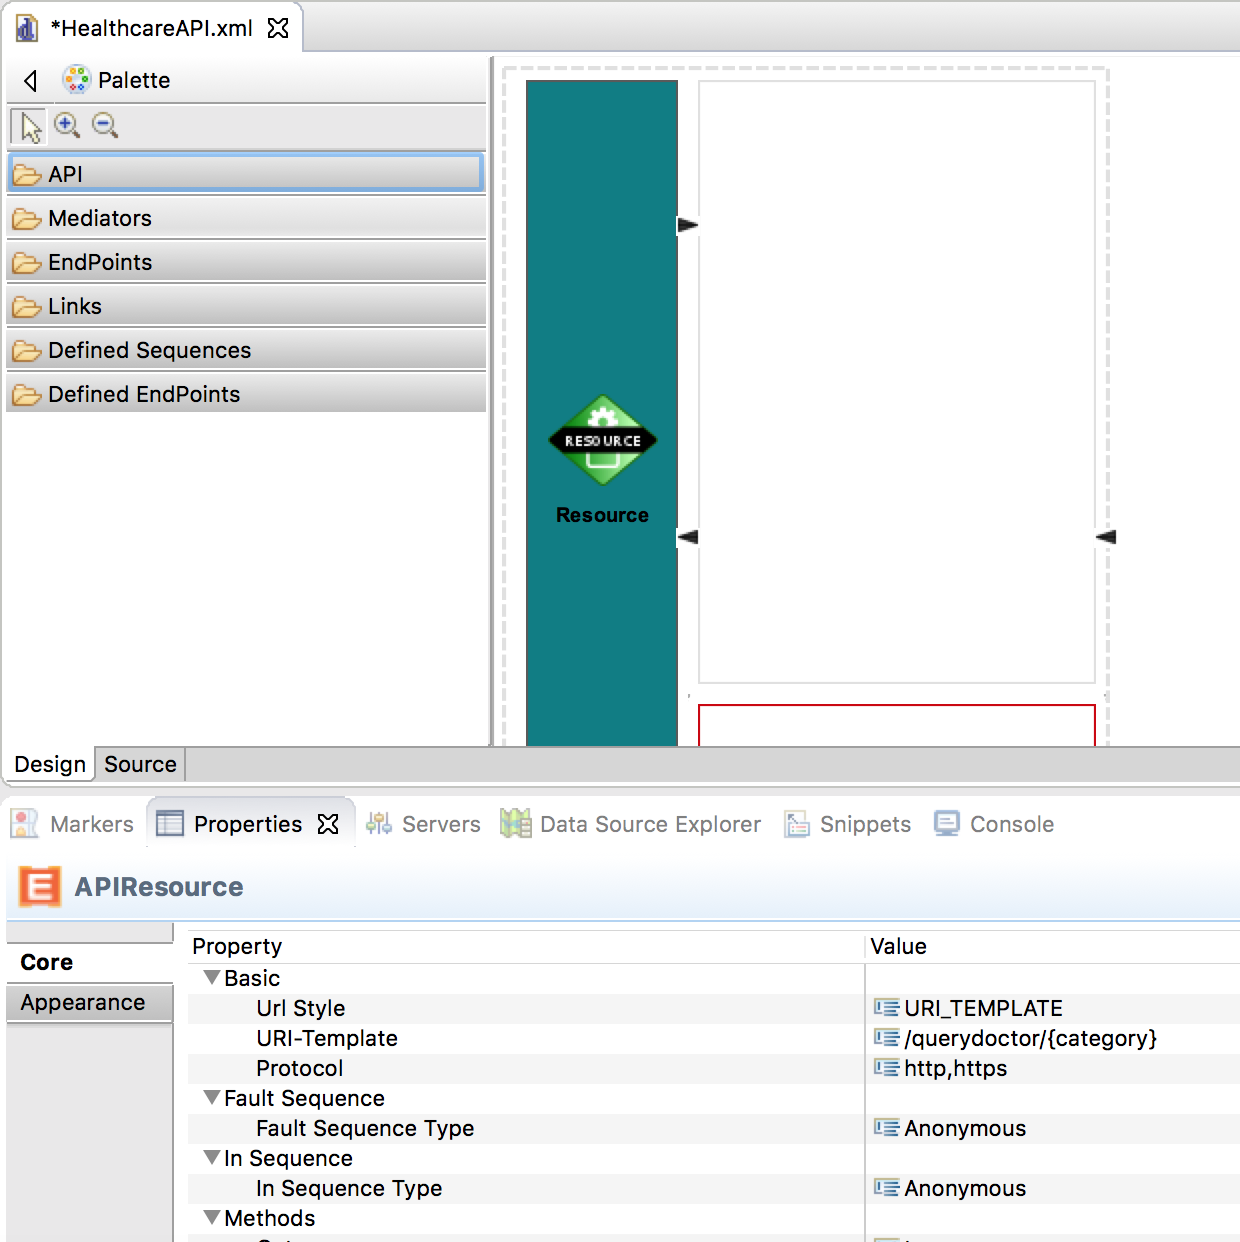 *HealthcareAPI.xml
Palette
API
Mediators
EndPoints
Links
Defined Sequences
Defined EndPoints
RESOURCE
Resource
Design
Source
Markers
Properties
Servers
Data Source Explorer
Snippets
Console
APIResource
Core
Appearance
Property Value
Basic
Url Style URI_TEMPLATE
URI-Template /querydoctor/{category}
Protocol http,https
Fault Sequence
Fault Sequence Type Anonymous
In Sequence
In Sequence Type Anonymous
Methods